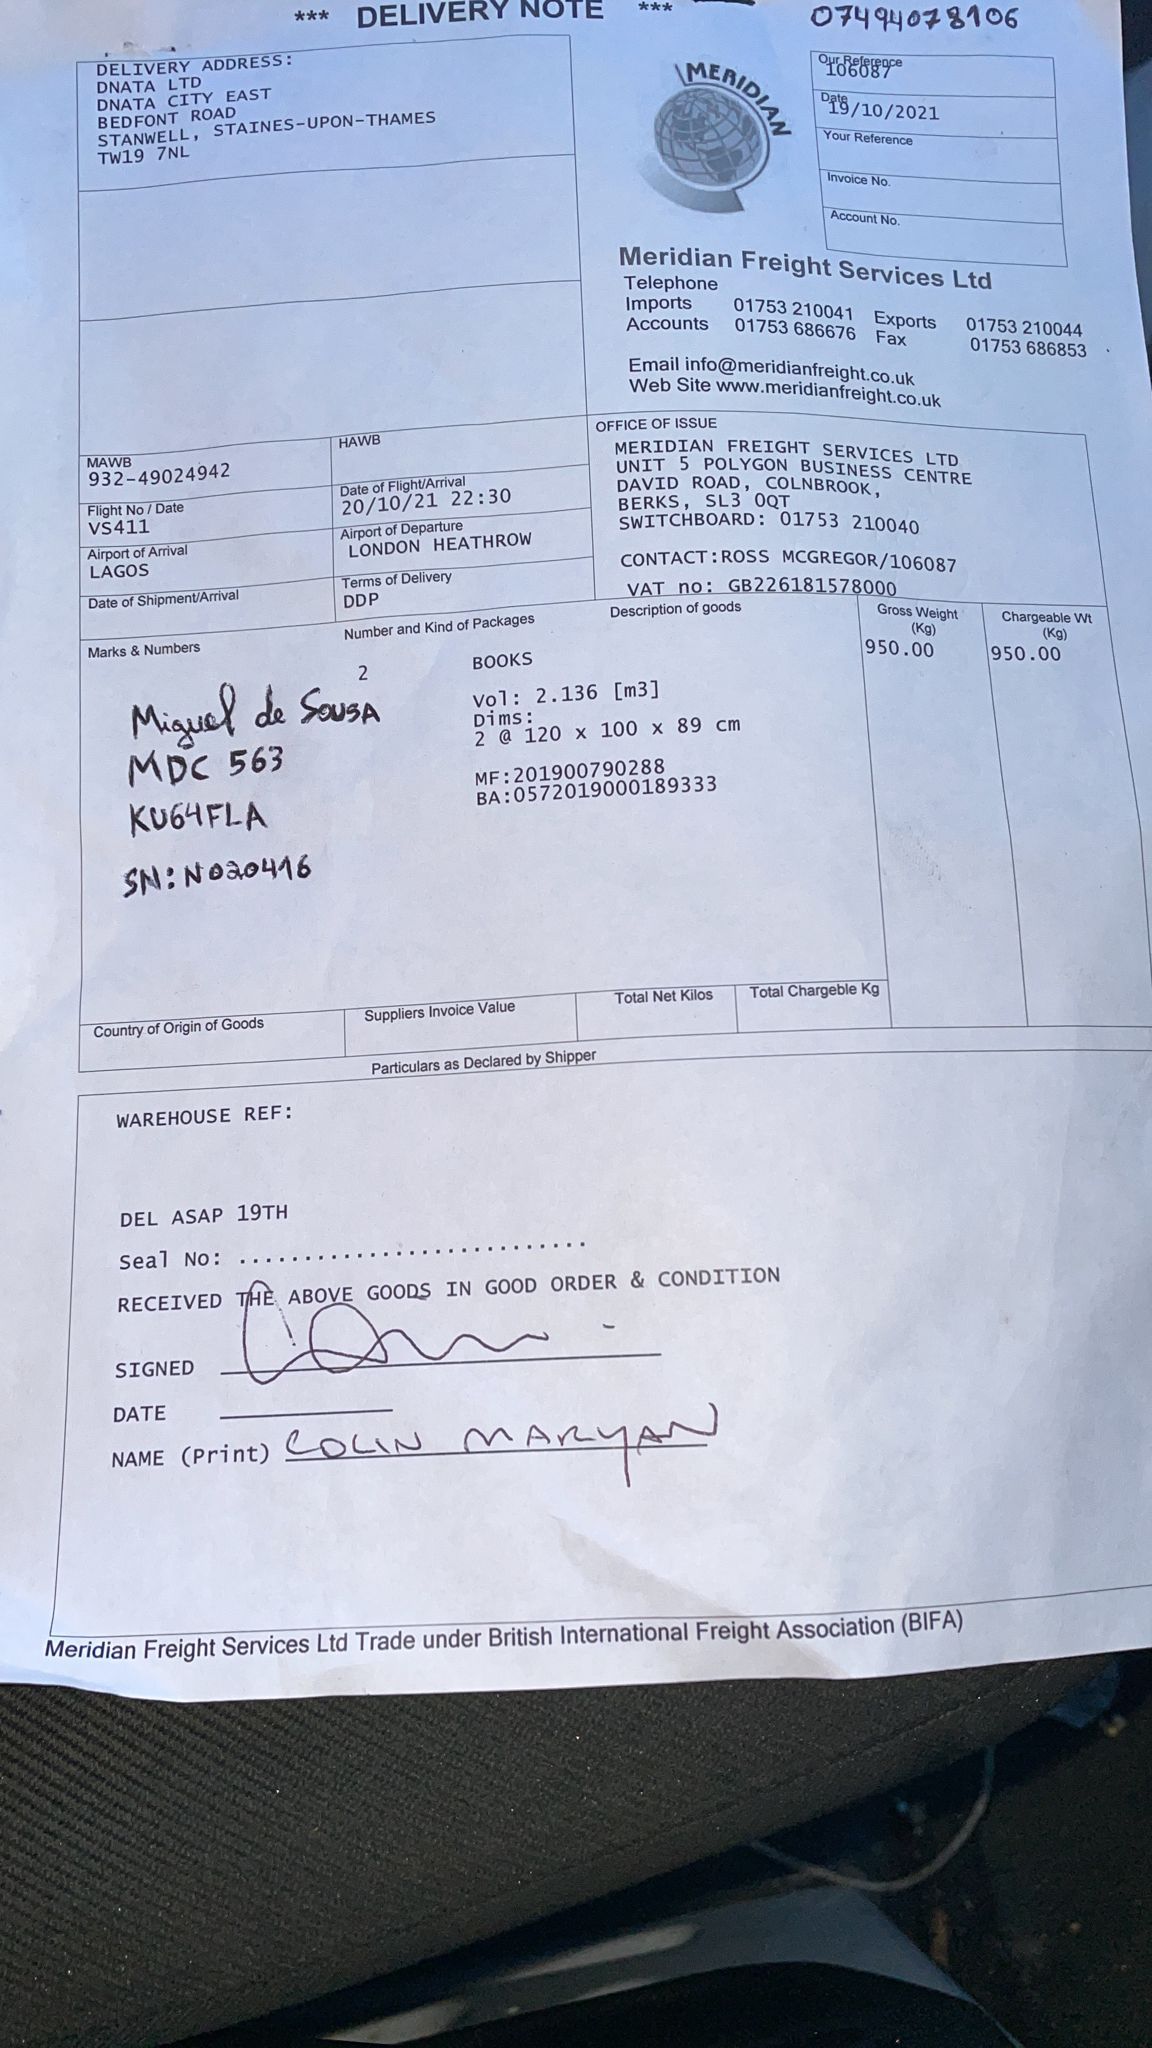 *** DELIVERY NOTE ***
07494078106
DELIVERY ADDRESS:
DNATA LTD
DNATA CITY EAST
BEDFONT ROAD
STANWELL, STAINES-UPON-THAMES
TW19 7NL
MERIDIAN
Our Reference
106087
Date
19/10/2021
Your Reference
Invoice No.
Account No.
Meridian Freight Services Ltd
Telephone
Imports 01753 210041 Exports 01753 210044
Accounts 01753 686676 Fax 01753 686853
Email info@meridianfreight.co.uk
Web Site www.meridianfreight.co.uk
MAWB
932-49024942
HAWB
Flight No / Date
VS411
Date of Flight/Arrival
20/10/21 22:30
Airport of Arrival
LAGOS
Airport of Departure
LONDON HEATHROW
Date of Shipment/Arrival
Terms of Delivery
DDP
OFFICE OF ISSUE
MERIDIAN FREIGHT SERVICES LTD
UNIT 5 POLYGON BUSINESS CENTRE
DAVID ROAD, COLNBROOK,
BERKS, SL3 0QT
SWITCHBOARD: 01753 210040
CONTACT:ROSS MCGREGOR/106087
VAT no: GB226181578000
Marks & Numbers
Number and Kind of Packages
Description of goods
Gross Weight
(Kg)
Chargeable Wt
(Kg)
2
BOOKS
950.00
950.00
Vol: 2.136 [m3]
Dims:
2 @ 120 x 100 x 89 cm
MF:201900790288
BA:0572019000189333
Miguel de Sousa
MDC 563
KU64FLA
SN:N020416
Country of Origin of Goods
Suppliers Invoice Value
Total Net Kilos
Total Chargeble Kg
Particulars as Declared by Shipper
WAREHOUSE REF:
DEL ASAP 19TH
Seal No: ...........................
RECEIVED THE ABOVE GOODS IN GOOD ORDER & CONDITION
SIGNED
DATE
NAME (Print) COLIN MARYAN
Meridian Freight Services Ltd Trade under British International Freight Association (BIFA)